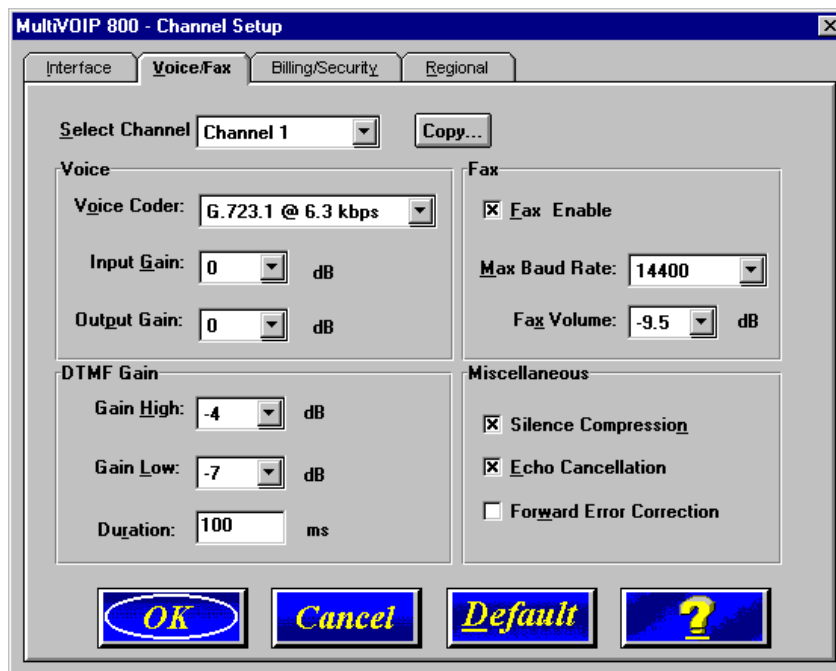 MultiVOIP 800 - Channel Setup
Interface Voice/Fax Billing/Security Regional
Select Channel Channel 1 Copy...
Voice
Voice Coder: G.723.1 @ 6.3 kbps
Input Gain: 0 dB
Output Gain: 0 dB
Fax
Fax Enable
Max Baud Rate: 14400
Fax Volume: -9.5 dB
DTMF Gain
Gain High: -4 dB
Gain Low: -7 dB
Duration: 100 ms
Miscellaneous
Silence Compression
Echo Cancellation
Forward Error Correction
OK Cancel Default ?